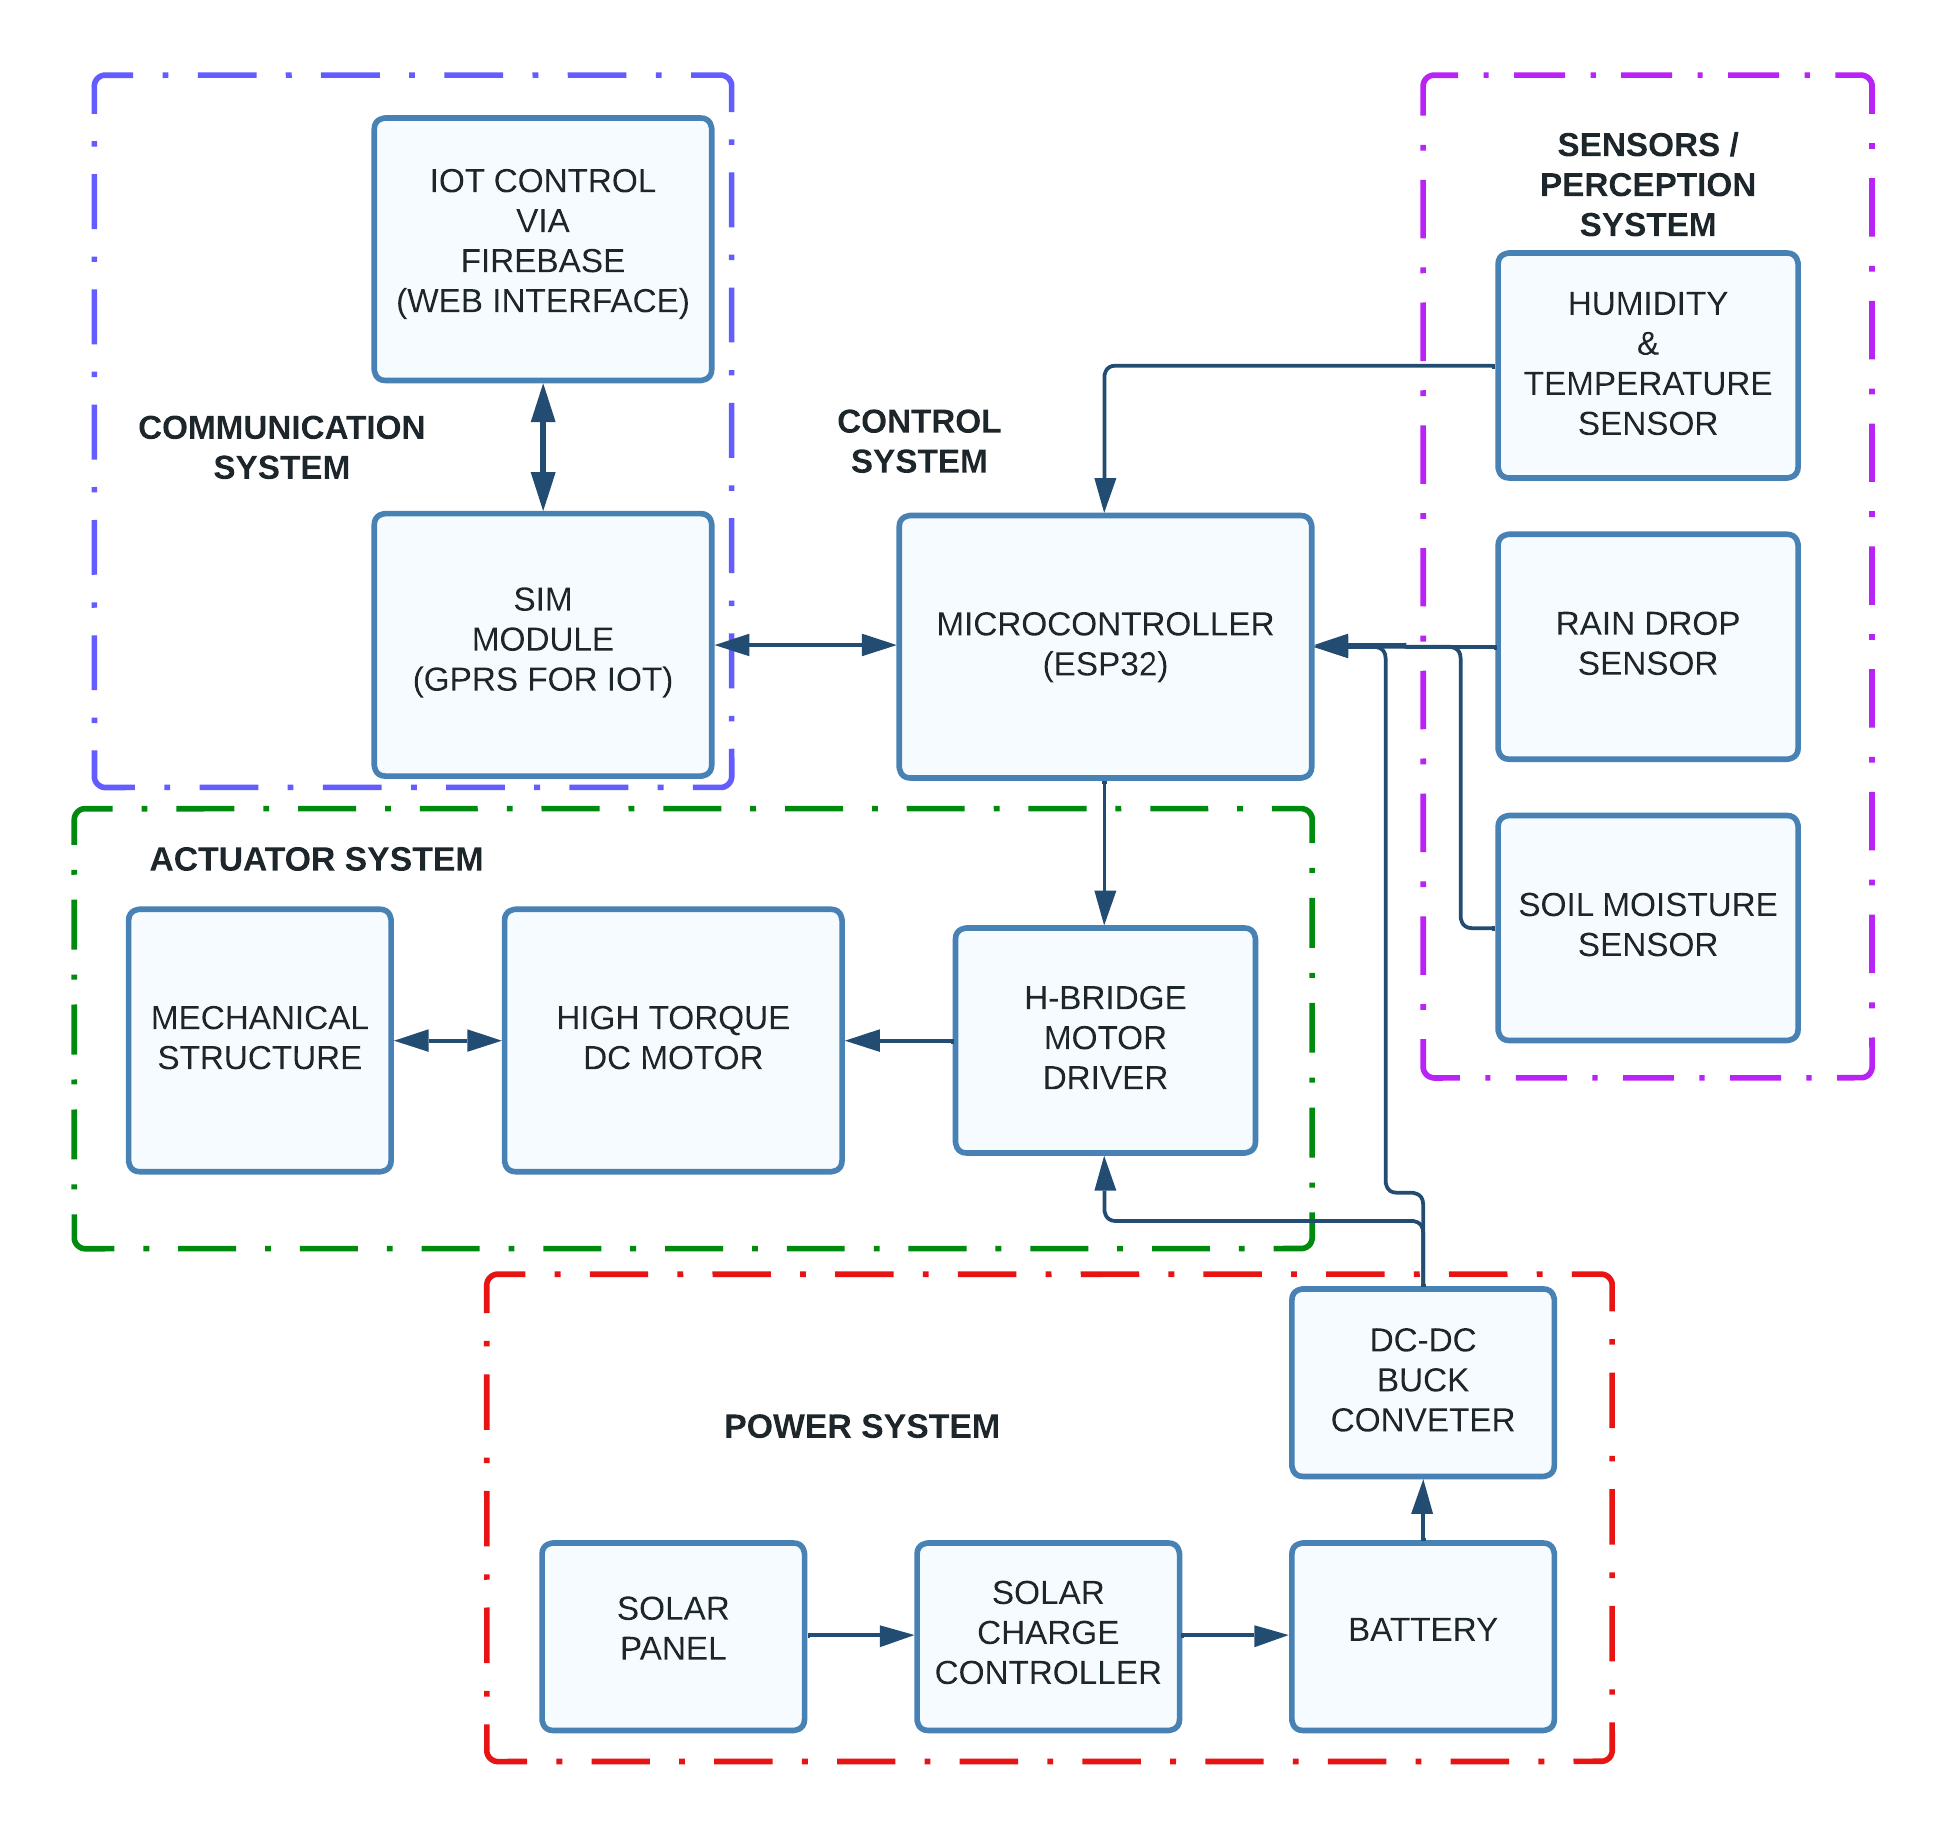 IOT CONTROL
VIA
FIREBASE
(WEB INTERFACE)
COMMUNICATION
SYSTEM
SIM
MODULE
(GPRS FOR IOT)
CONTROL
SYSTEM
MICROCONTROLLER
(ESP32)
SENSORS /
PERCEPTION
SYSTEM
HUMIDITY
&
TEMPERATURE
SENSOR
RAIN DROP
SENSOR
SOIL MOISTURE
SENSOR
ACTUATOR SYSTEM
MECHANICAL
STRUCTURE
HIGH TORQUE
DC MOTOR
H-BRIDGE
MOTOR
DRIVER
POWER SYSTEM
DC-DC
BUCK
CONVETER
SOLAR
PANEL
SOLAR
CHARGE
CONTROLLER
BATTERY